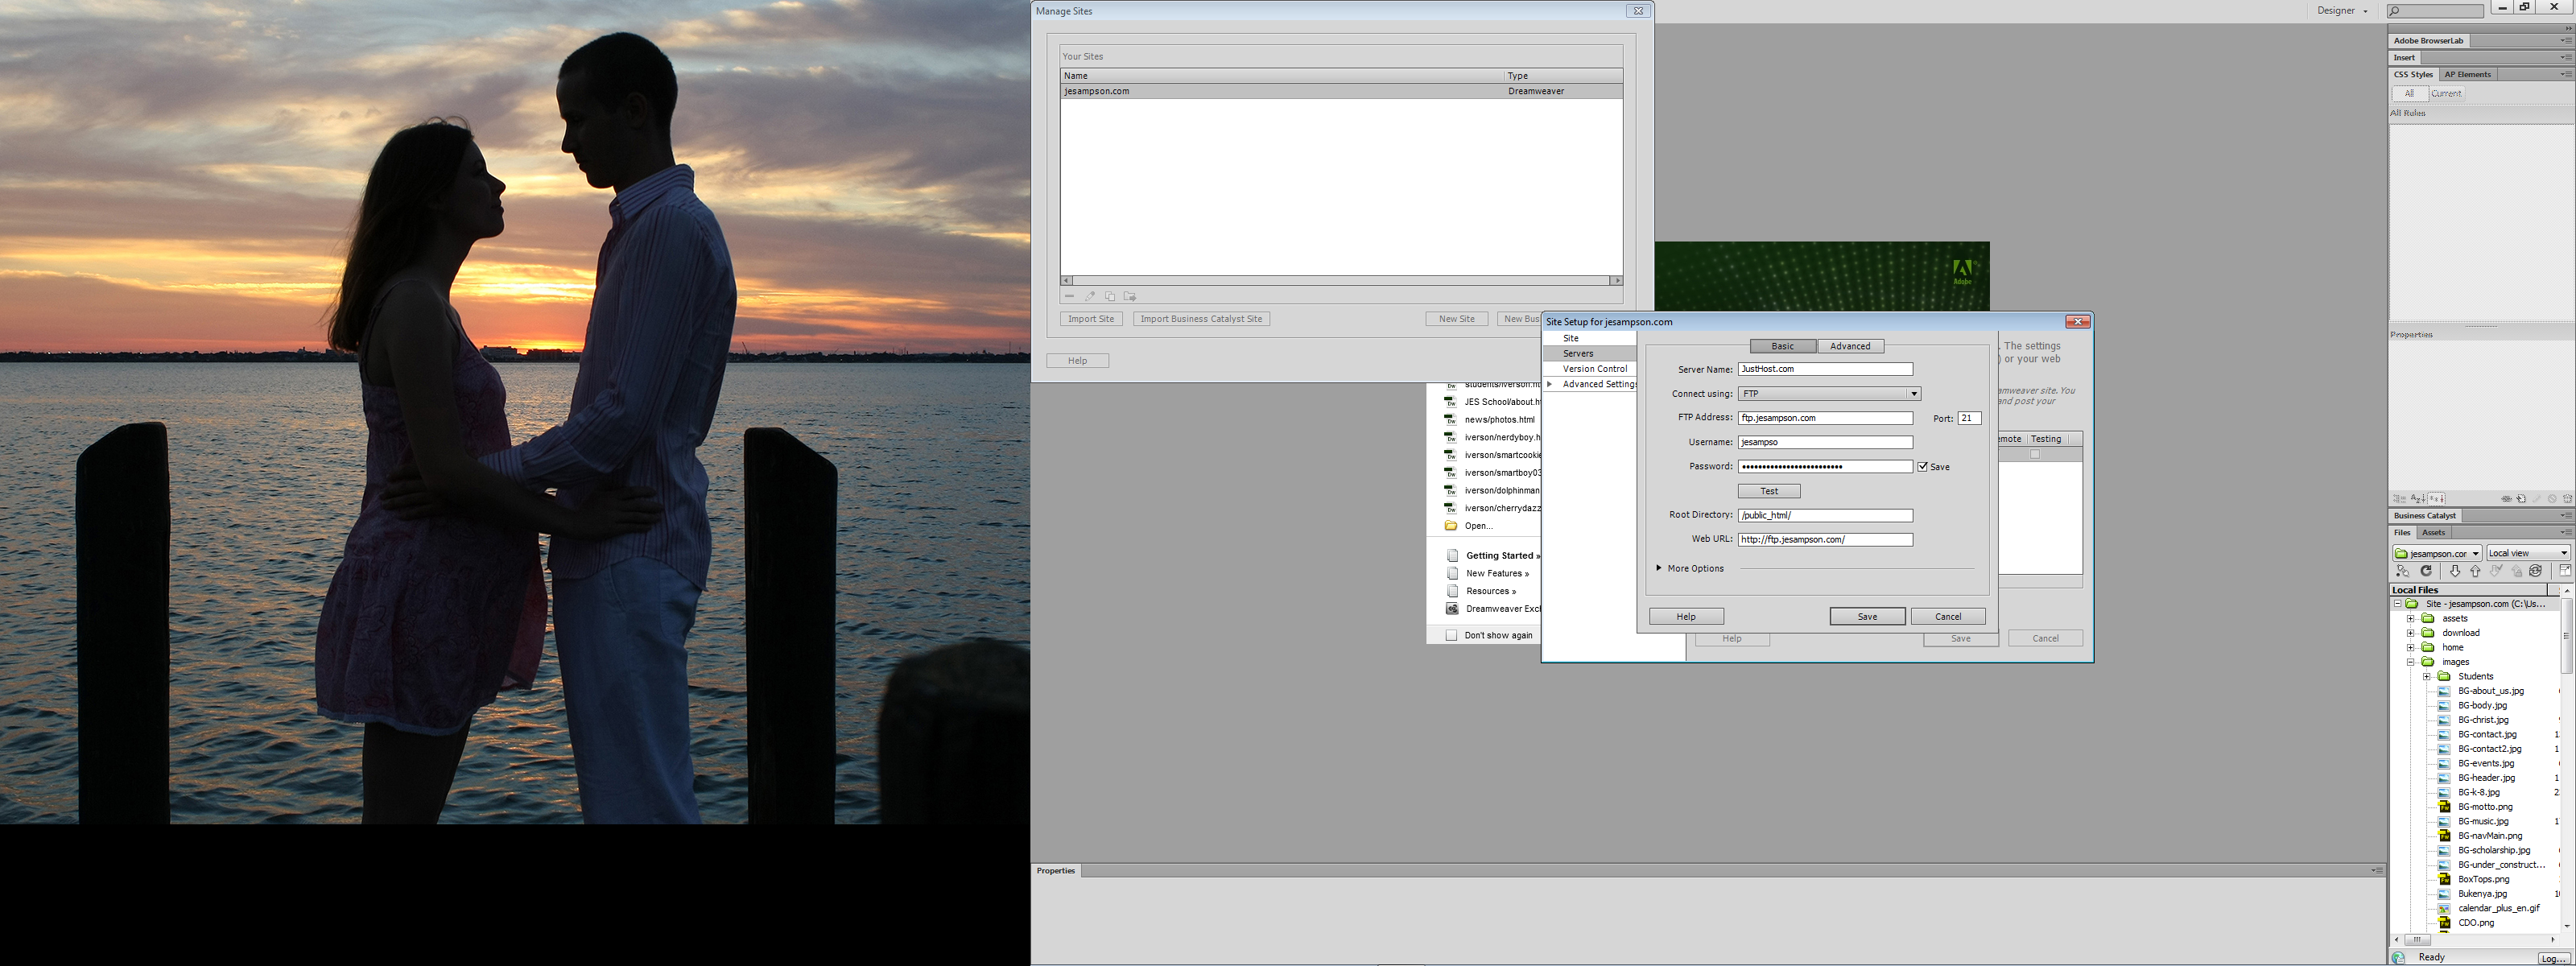 Manage Sites
Your Sites
Name Type
jesampson.com Dreamweaver
Import Site Import Business Catalyst Site New Site New Bus
Help
Designer
Adobe
students/iverson.ht
JES School/about.h
news/photos.html
iverson/nerdyboy.h
iverson/smartcookie
iverson/smartboy03
iverson/dolphinman
iverson/cherrydazz
Open...
Getting Started »
New Features »
Resources »
Dreamweaver Excl
Don't show again
Site Setup for jesampson.com
Site
Servers
Version Control
Advanced Settings
Basic Advanced
Server Name: JustHost.com
Connect using: FTP
FTP Address: ftp.jesampson.com Port: 21
Username: jesampso
Password: ••••••••••••••••••••••••• Save
Test
Root Directory: /public_html/
Web URL: http://ftp.jesampson.com/
More Options
Help Save Cancel
. The settings
) or your web
amweaver site. You
and post your
emote Testing
Help Save Cancel
Properties
Adobe BrowserLab
Insert
CSS Styles AP Elements
All Current
All Rules
Properties
Business Catalyst
Files Assets
jesampson.cor Local view
Local Files
Site - jesampson.com (C:\Us...
assets
download
home
images
Students
BG-about_us.jpg
BG-body.jpg
BG-christ.jpg
BG-contact.jpg
BG-contact2.jpg
BG-events.jpg
BG-header.jpg
BG-k-8.jpg
BG-motto.png
BG-music.jpg
BG-navMain.png
BG-scholarship.jpg
BG-under_construct...
BoxTops.png
Bukenya.jpg
calendar_plus_en.gif
CDO.png
Ready Log...